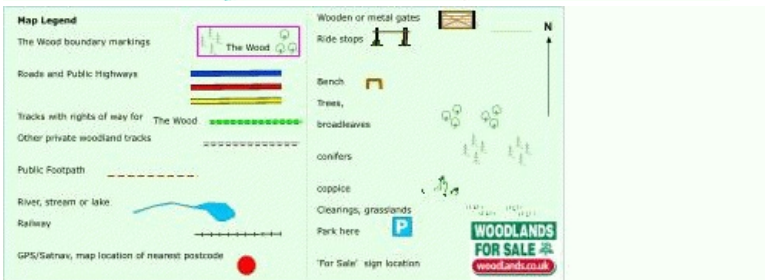 Map Legend
The Wood boundary markings
The Wood
Roads and Public Highways
Tracks with rights of way for The Wood
Other private woodland tracks
Public Footpath
River, stream or lake
Railway
GPS/Satnav, map location of nearest postcode
Wooden or metal gates
Ride stops
N
Bench
Trees,
broadleaves
conifers
coppice
Clearings, grasslands
Park here
P
'For Sale' sign location
WOODLANDS
FOR SALE
woodlands.co.uk